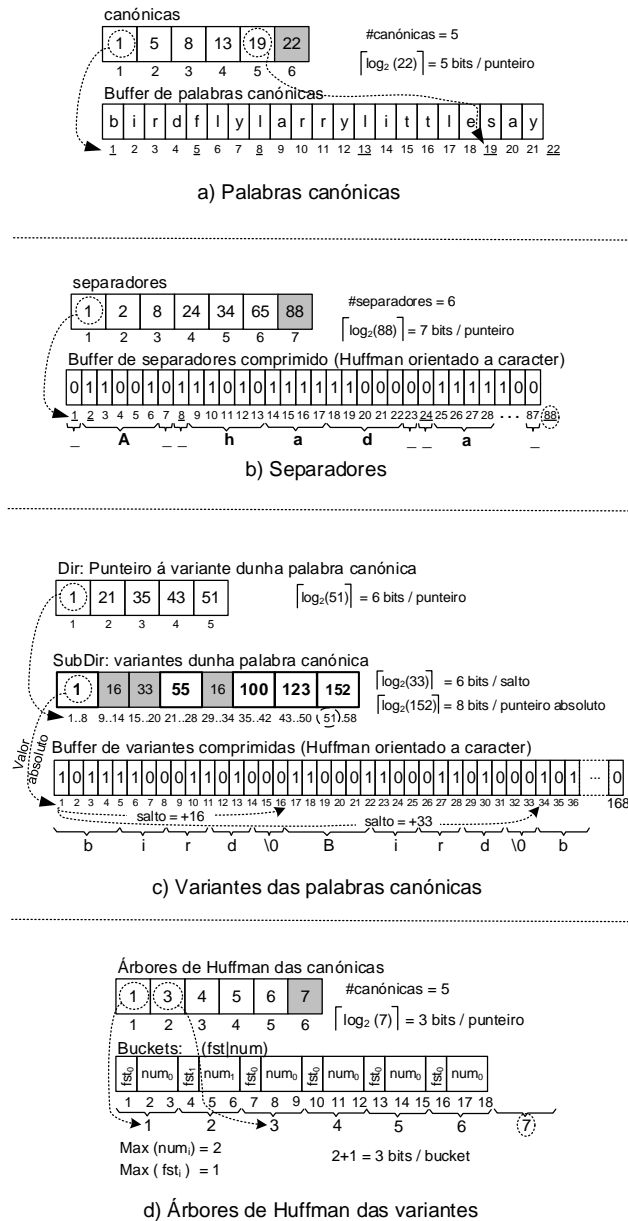 canónicas
1 5 8 13 19 22
1 2 3 4 5 6
#canónicas = 5
⌈log₂ (22)⌉ = 5 bits / punteiro
Buffer de palabras canónicas
b i r d f l y l a r r y l i t t l e s a y
1 2 3 4 5 6 7 8 9 10 11 12 13 14 15 16 17 18 19 20 21 22
a) Palabras canónicas
separadores
1 2 8 24 34 65 88
1 2 3 4 5 6 7
#separadores = 6
⌈log₂(88)⌉ = 7 bits / punteiro
Buffer de separadores comprimido (Huffman orientado a caracter)
0 1 1 0 0 1 0 1 1 1 0 1 0 1 1 1 1 1 1 0 0 0 0 0 1 1 1 1 1 0 0
1 2 3 4 5 6 7 8 9 10 11 12 13 14 15 16 17 18 19 20 21 22 23 24 25 26 27 28 ... 87 88
_ A _ _ h a d _ _ a _
b) Separadores
Dir: Punteiro á variante dunha palabra canónica
1 21 35 43 51
1 2 3 4 5
⌈log₂(51)⌉ = 6 bits / punteiro
SubDir: variantes dunha palabra canónica
1 16 33 55 16 100 123 152
1..8 9..14 15..20 21..28 29..34 35..42 43..50 51..58
⌈log₂(33)⌉ = 6 bits / salto
⌈log₂(152)⌉ = 8 bits / punteiro absoluto
Valor
absoluto
Buffer de variantes comprimidas (Huffman orientado a caracter)
1 0 1 1 1 1 0 0 0 1 1 0 1 0 0 0 1 1 0 0 0 1 1 0 0 0 1 1 0 1 0 0 0 1 0 1 ... 0
1 2 3 4 5 6 7 8 9 10 11 12 13 14 15 16 17 18 19 20 21 22 23 24 25 26 27 28 29 30 31 32 33 34 35 36 168
salto = +16 salto = +33
b i r d \0 B i r d \0 b
c) Variantes das palabras canónicas
Árbores de Huffman das canónicas
1 3 4 5 6 7
1 2 3 4 5 6
#canónicas = 5
⌈log₂ (7)⌉ = 3 bits / punteiro
Buckets: (fst|num)
fst₀ num₀ fst₁ num₁ fst₀ num₀ fst₀ num₀ fst₀ num₀ fst₀ num₀
1 2 3 4 5 6 7 8 9 10 11 12 13 14 15 16 17 18
1 2 3 4 5 6 7
Max (numᵢ) = 2
Max ( fstᵢ ) = 1
2+1 = 3 bits / bucket
d) Árbores de Huffman das variantes